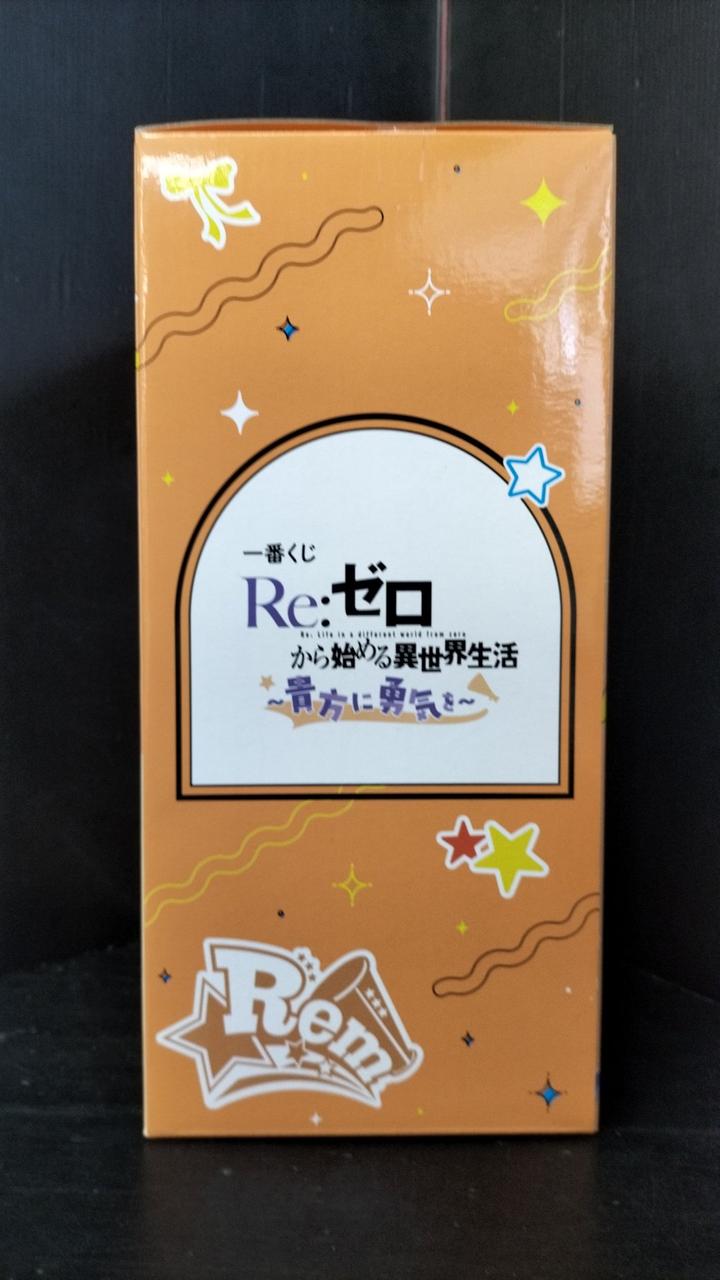 一番くじ
Re:ゼロ
Re: Life in a different world from zero
から始める異世界生活
~貴方に勇気を~
Rem